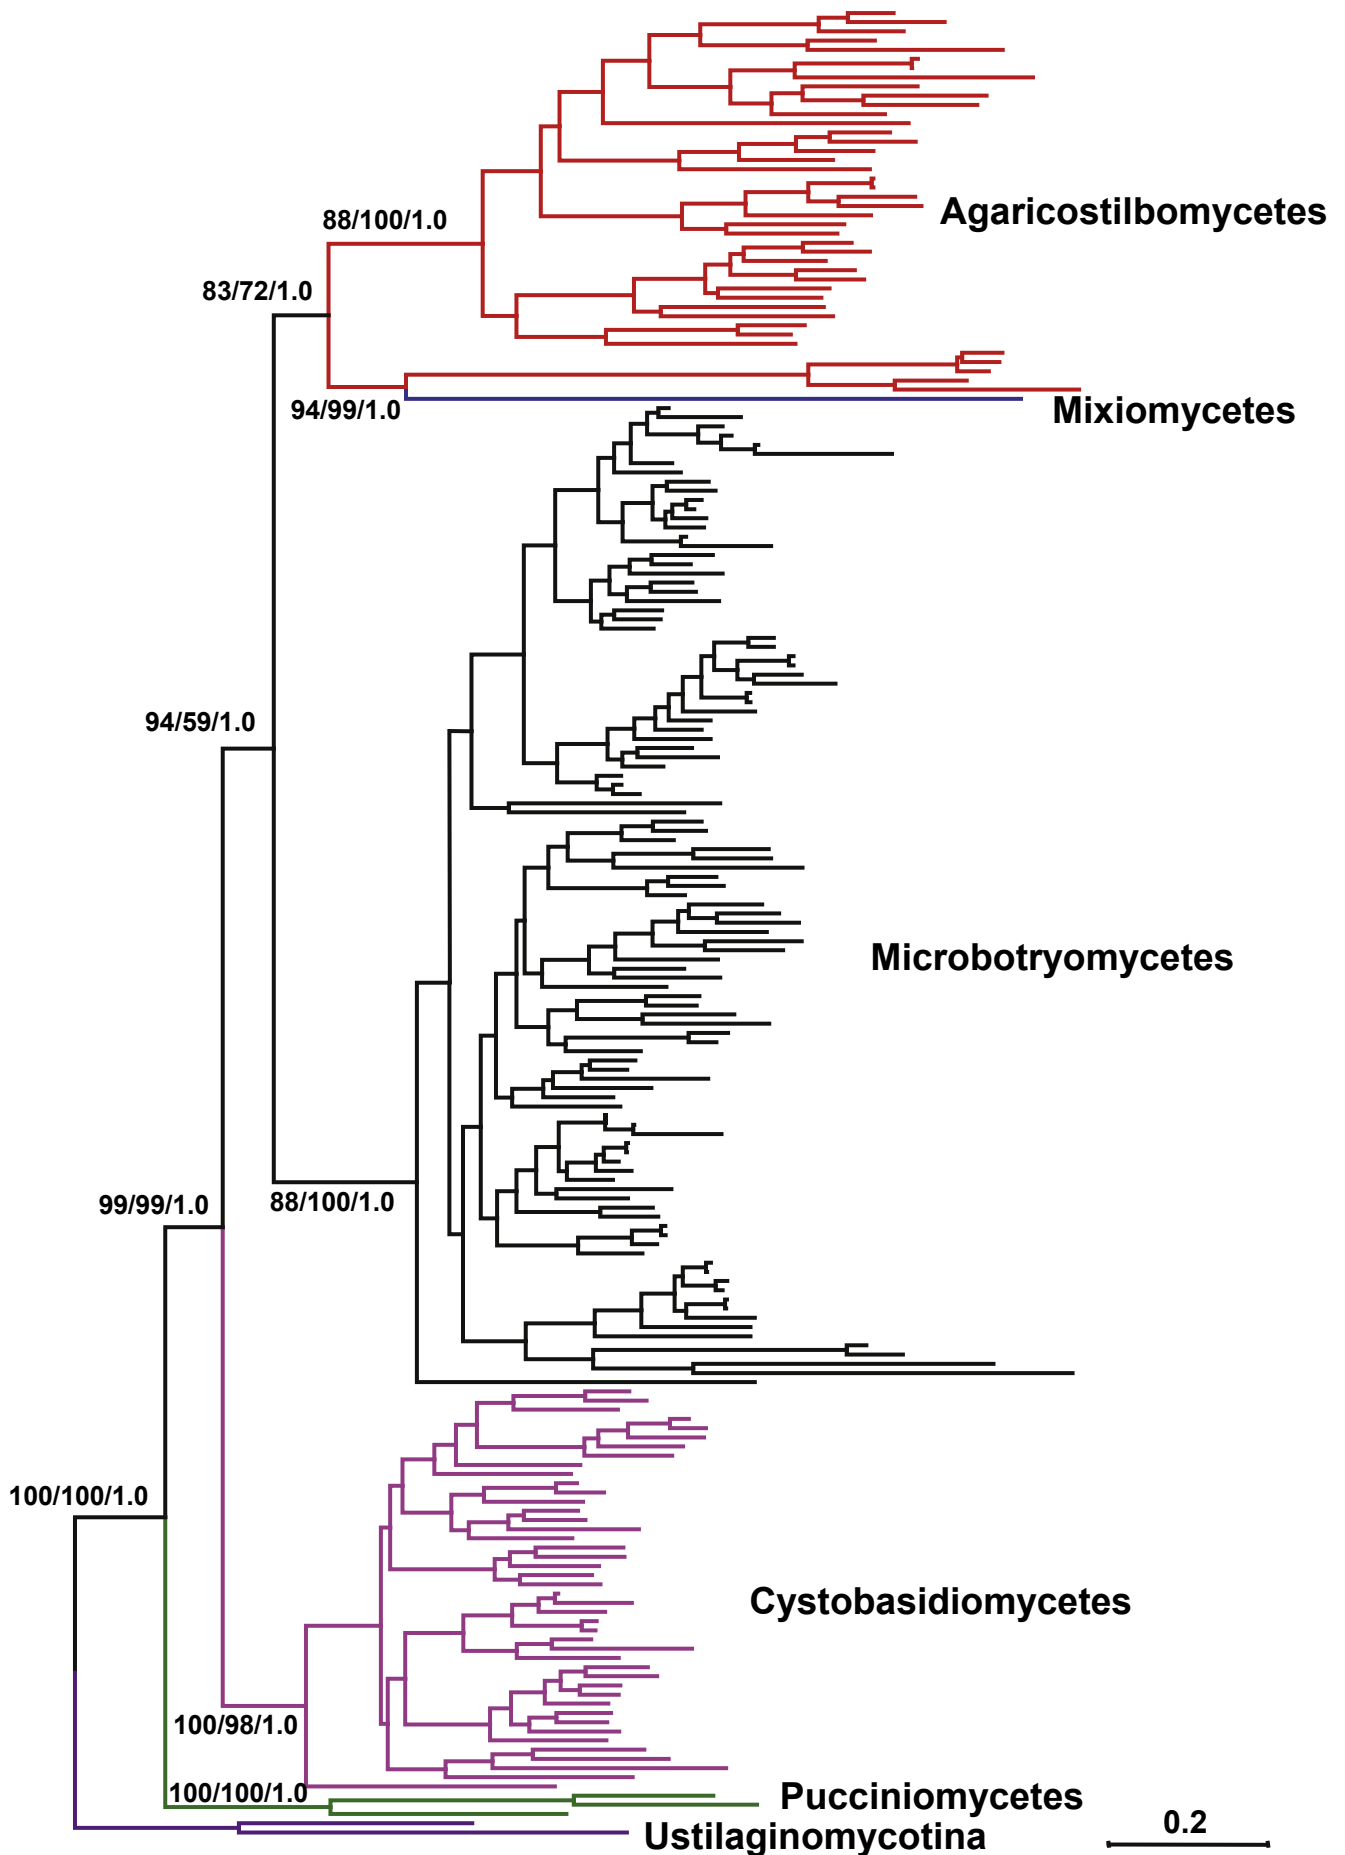 88/100/1.0
Agaricostilbomycetes
83/72/1.0
94/99/1.0
Mixiomycetes
94/59/1.0
Microbotryomycetes
88/100/1.0
99/99/1.0
100/100/1.0
Cystobasidiomycetes
100/98/1.0
100/100/1.0
Pucciniomycetes
0.2
Ustilaginomycotina